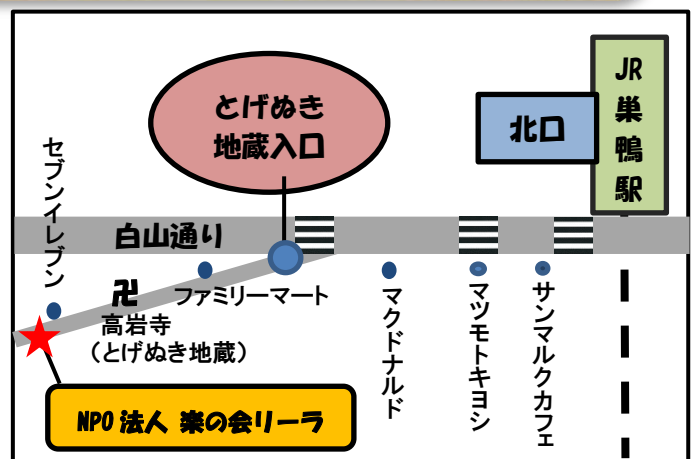 JR
巣
鴨
駅
北口
とげぬき
地蔵入口
セブンイレブン
白山通り
卍
ファミリーマート
高岩寺
（とげぬき地蔵）
マクドナルド
マツモトキヨシ
サンマルクカフェ
NPO法人 楽の会リーラ